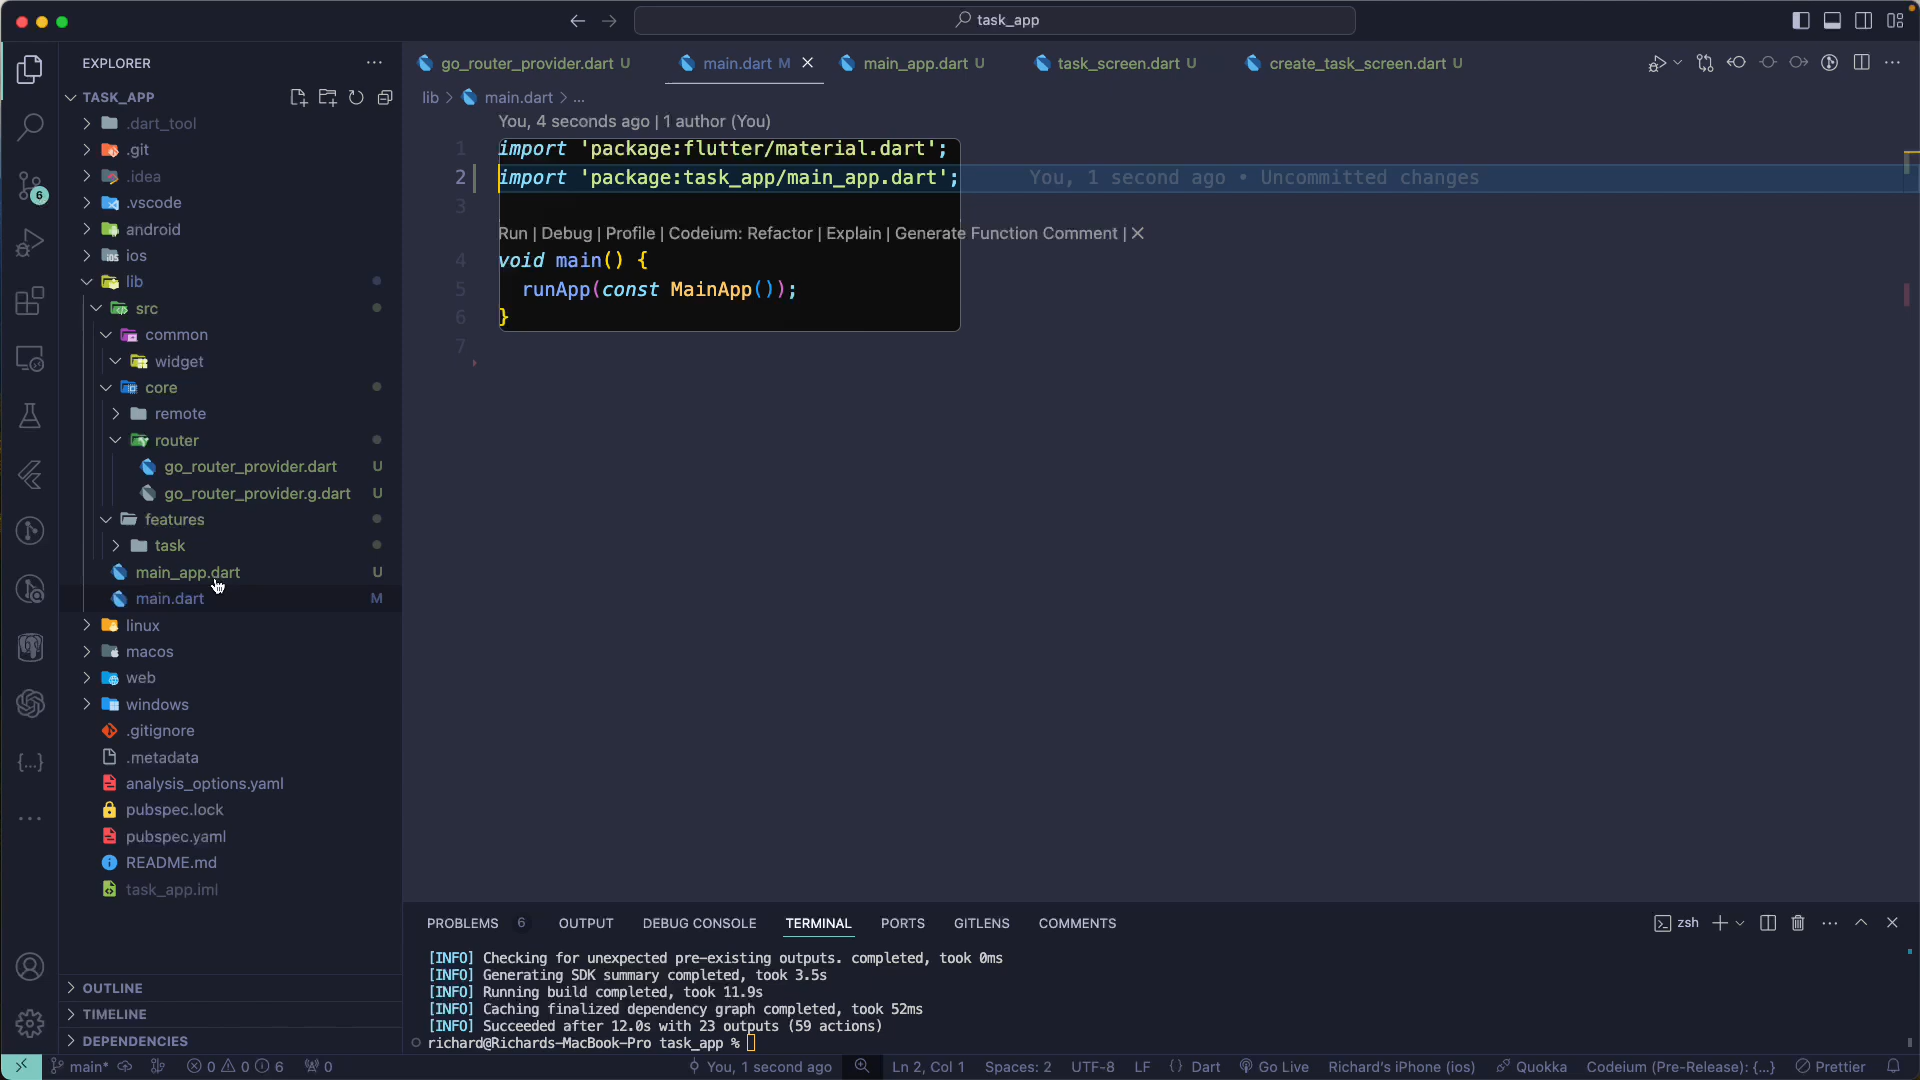 task_app
EXPLORER
TASK_APP
.dart_tool
.git
.idea
.vscode
android
ios
lib
src
common
widget
core
remote
router
go_router_provider.dart U
go_router_provider.g.dart U
features
task
main_app.dart U
main.dart M
linux
macos
web
windows
.gitignore
.metadata
analysis_options.yaml
pubspec.lock
pubspec.yaml
README.md
task_app.iml
OUTLINE
TIMELINE
DEPENDENCIES
6
go_router_provider.dart U main.dart M main_app.dart U task_screen.dart U create_task_screen.dart U
lib > main.dart > ...
You, 4 seconds ago | 1 author (You)
1 import 'package:flutter/material.dart';
2 import 'package:task_app/main_app.dart'; You, 1 second ago • Uncommitted changes
3
Run | Debug | Profile | Codeium: Refactor | Explain | Generate Function Comment | ×
4 void main() {
5 runApp(const MainApp());
6 }
7
PROBLEMS 6 OUTPUT DEBUG CONSOLE TERMINAL PORTS GITLENS COMMENTS zsh
[INFO] Checking for unexpected pre-existing outputs. completed, took 0ms
[INFO] Generating SDK summary completed, took 3.5s
[INFO] Running build completed, took 11.9s
[INFO] Caching finalized dependency graph completed, took 52ms
[INFO] Succeeded after 12.0s with 23 outputs (59 actions)
richard@Richards-MacBook-Pro task_app %
main* 0 0 6 0 You, 1 second ago Ln 2, Col 1 Spaces: 2 UTF-8 LF {} Dart Go Live Richard's iPhone (ios) Quokka Codeium (Pre-Release): {...} Prettier